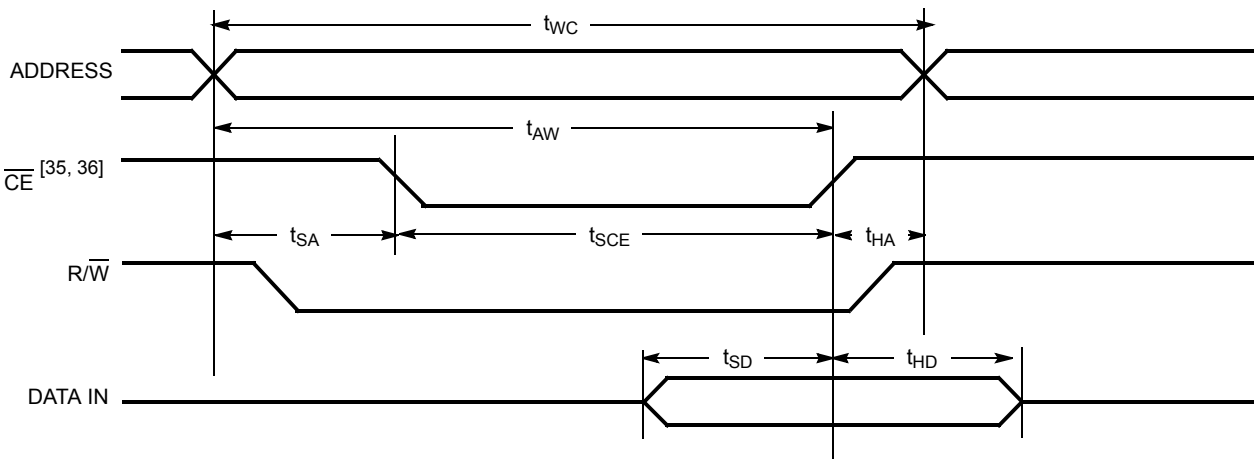 tWC
ADDRESS
tAW
CE [35, 36]
tSA
tSCE
tHA
R/W
tSD
tHD
DATA IN